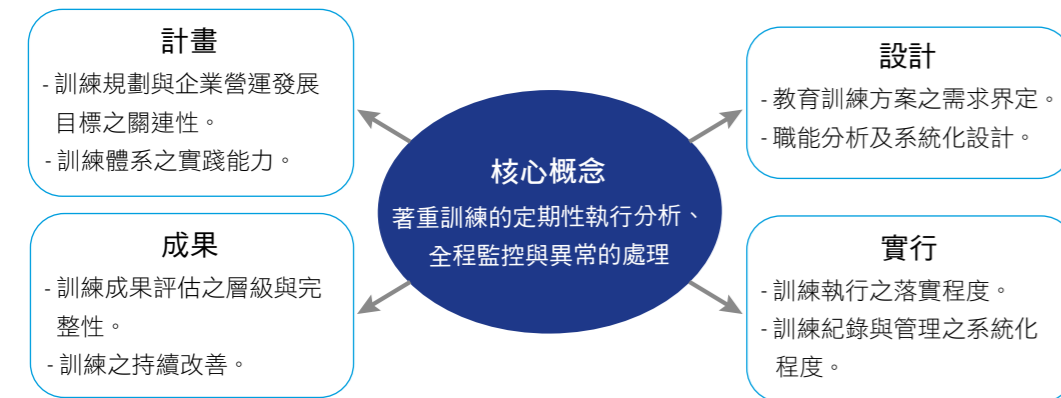 計畫
- 訓練規劃與企業營運發展
目標之關連性。
- 訓練體系之實踐能力。
設計
- 教育訓練方案之需求界定。
- 職能分析及系統化設計。
核心概念
著重訓練的定期性執行分析、
全程監控與異常的處理
成果
- 訓練成果評估之層級與完
整性。
- 訓練之持續改善。
實行
- 訓練執行之落實程度。
- 訓練紀錄與管理之系統化
程度。